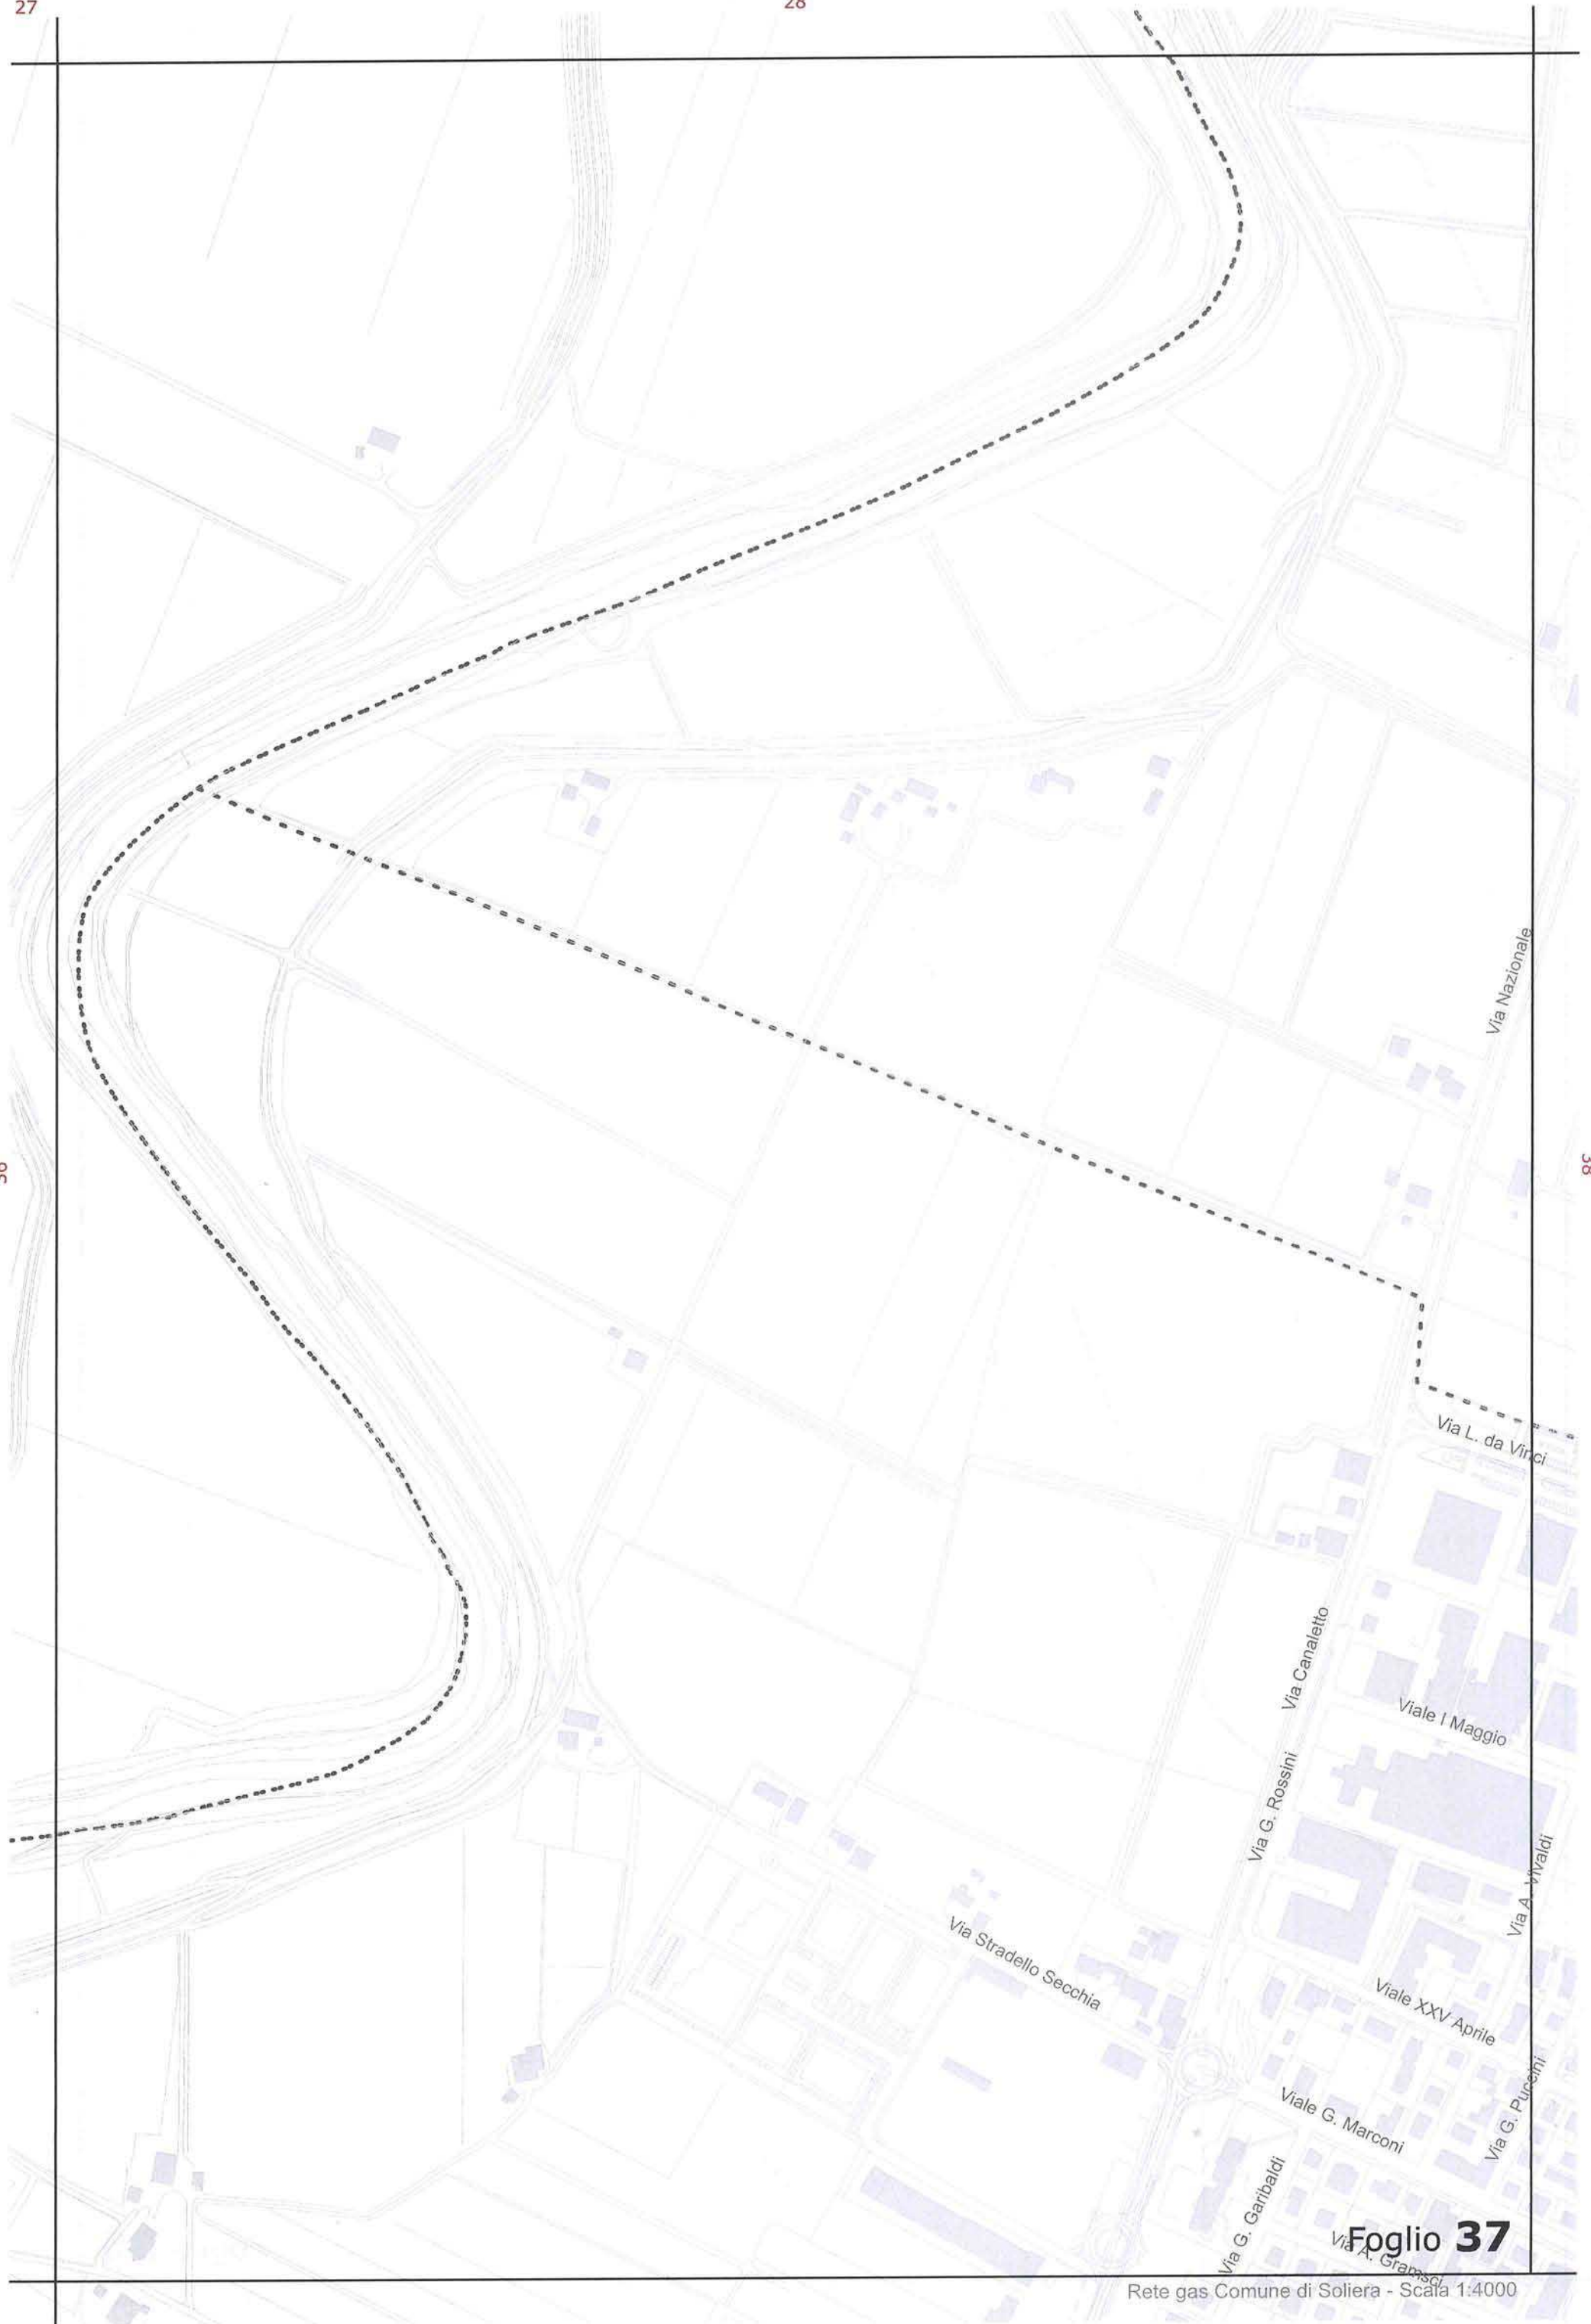 27
28
Via Nazionale
38
Via L. da Vinci
Via Canaletto
Viale I Maggio
Via G. Rossini
Via A. Vivaldi
Via Stradello Secchia
Viale XXV Aprile
Via G. Puccini
Viale G. Marconi
Via G. Garibaldi
Foglio 37
Via A. Gramsci
Rete gas Comune di Soliera - Scala 1:4000